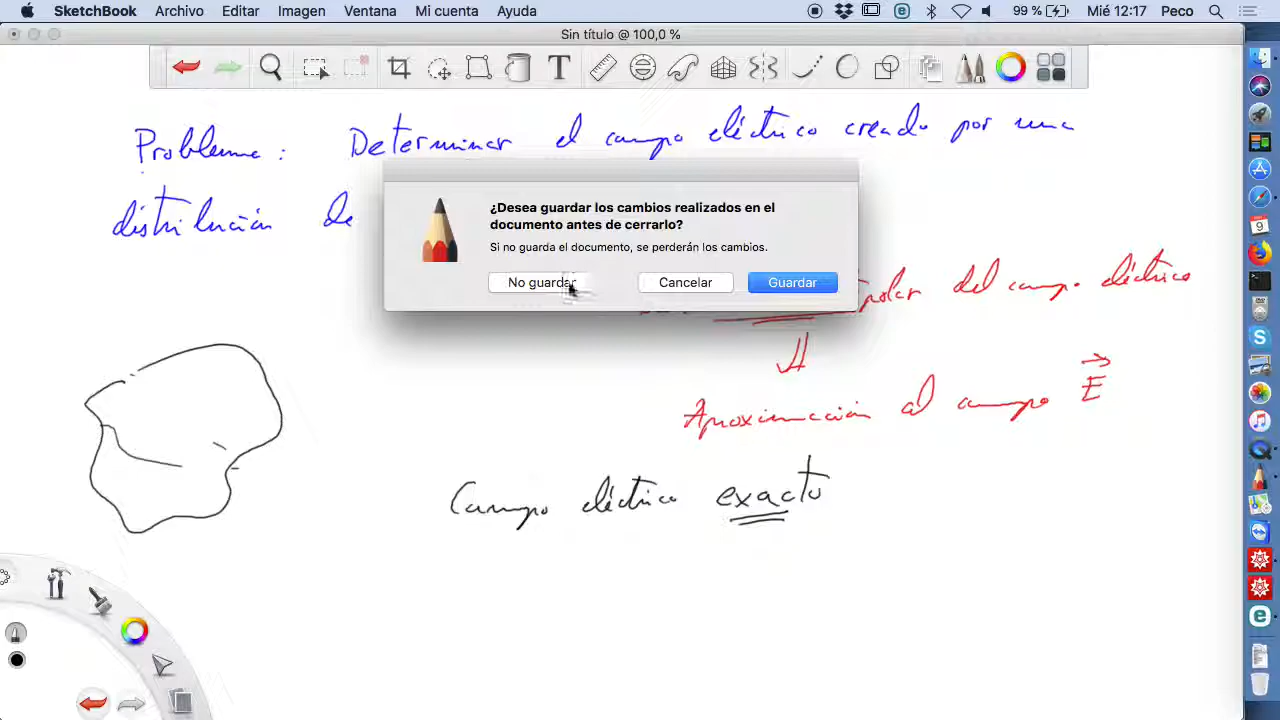 SketchBook Archivo Editar Imagen Ventana Mi cuenta Ayuda 99 % Mié 12:17 Peco
Sin título @ 100,0 %
Problema: Determinar el campo eléctrico creado por una
distribución de
¿Desea guardar los cambios realizados en el
documento antes de cerrarlo?
Si no guarda el documento, se perderán los cambios.
No guardar Cancelar Guardar
polar del campo eléctrico
⇓
Aproximación al campo E⃗
Campo eléctrico exacto